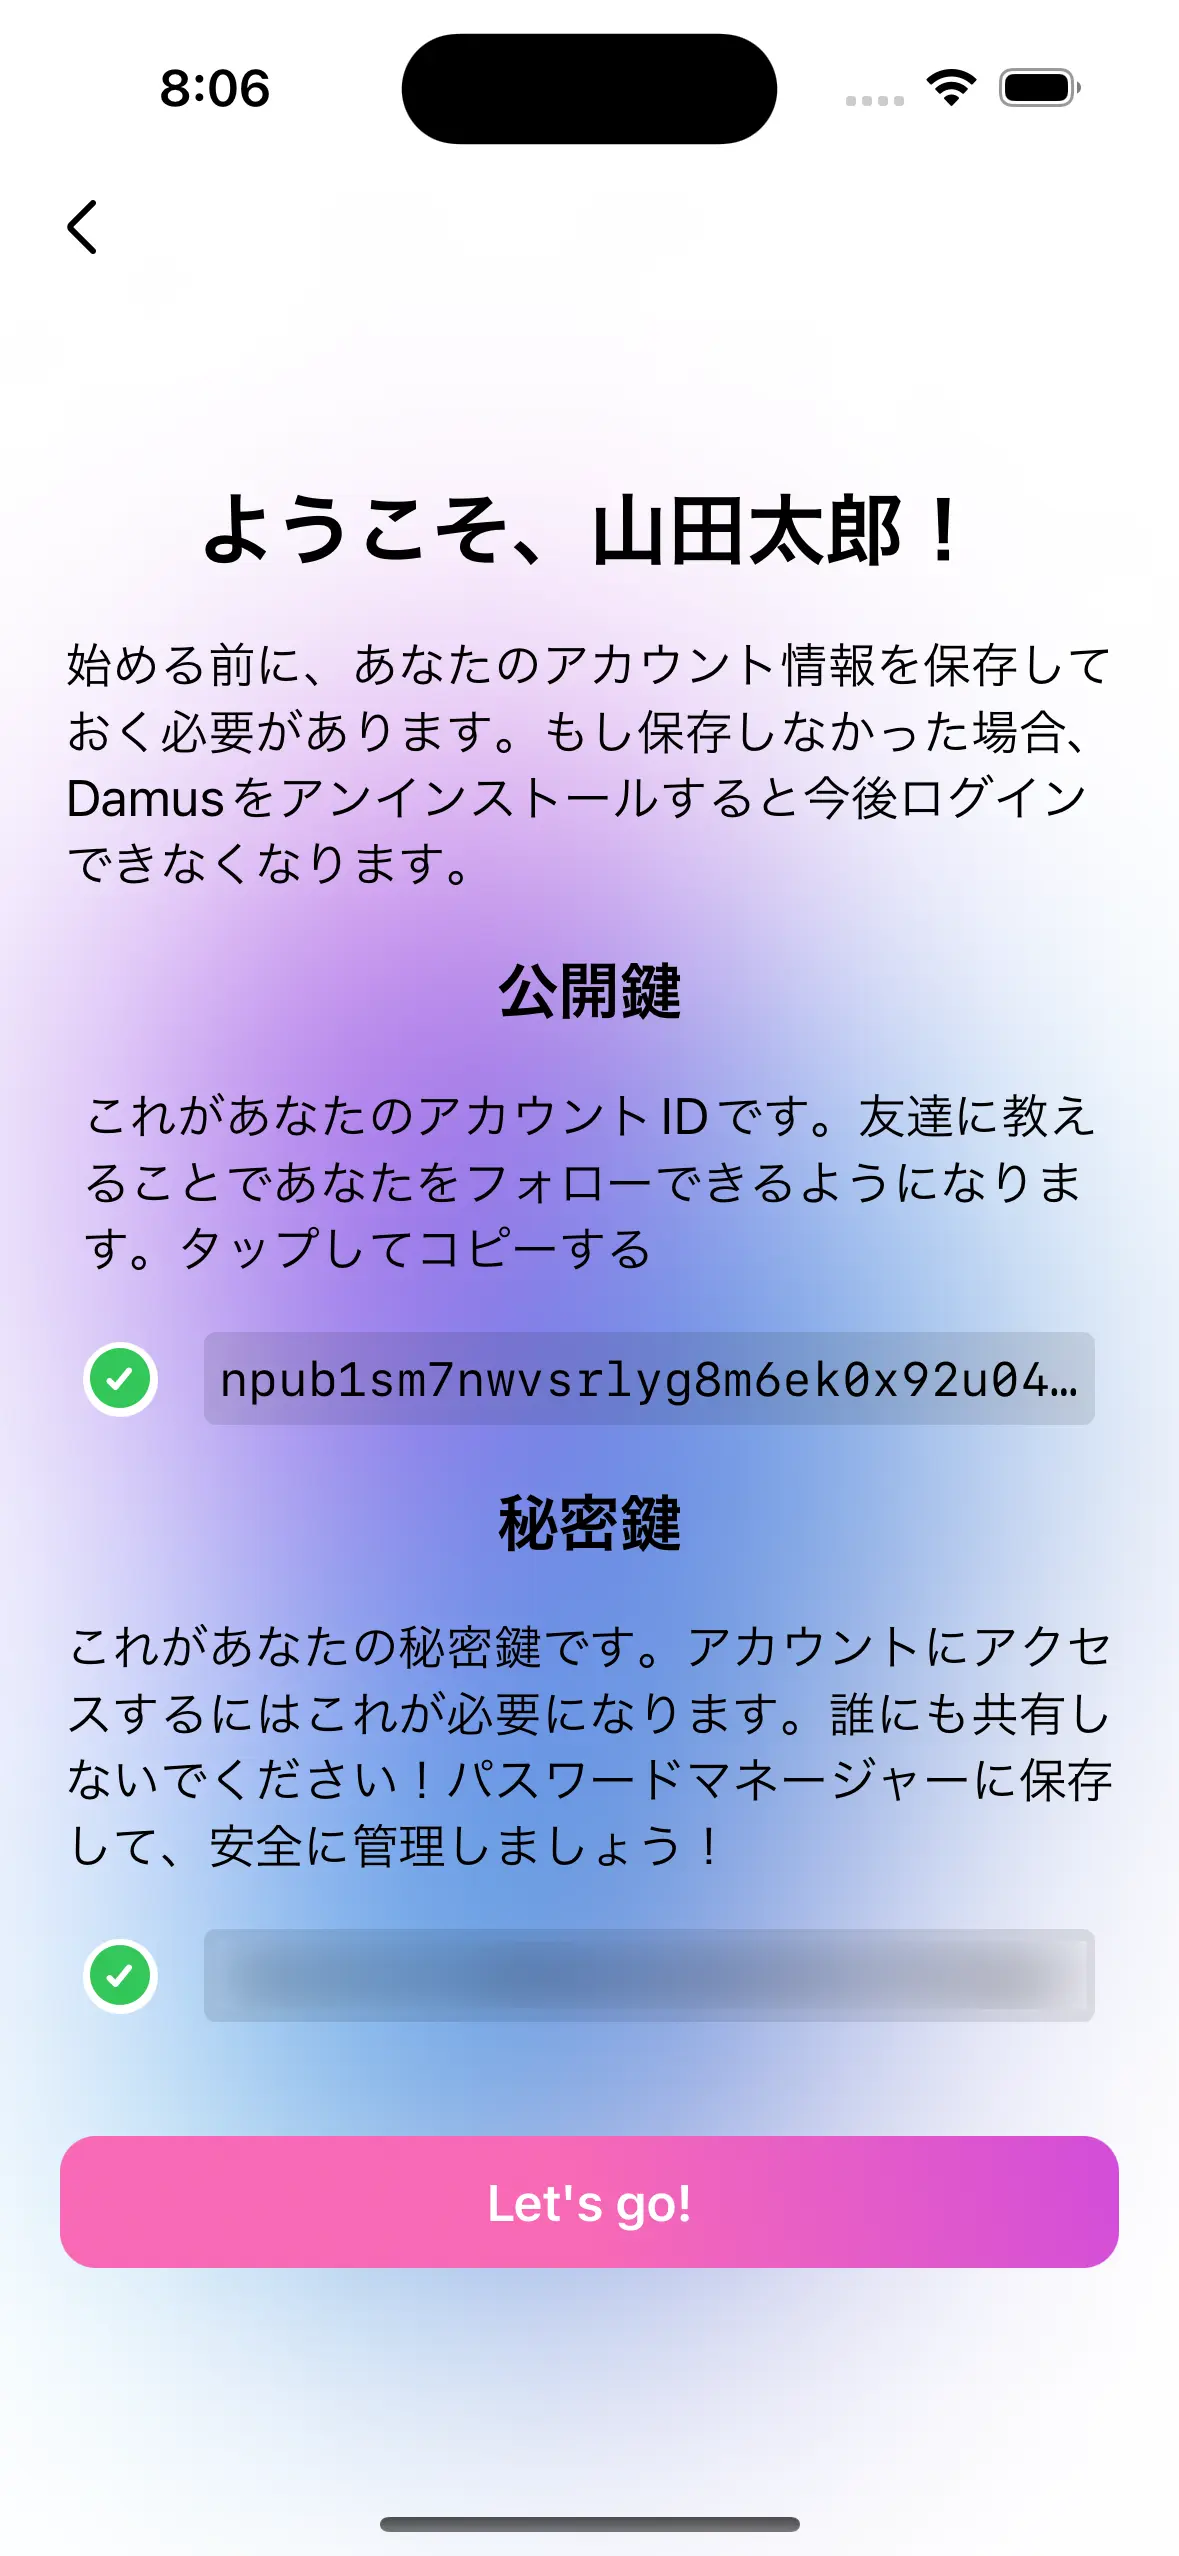 8:06
ようこそ、山田太郎！
始める前に、あなたのアカウント情報を保存して
おく必要があります。もし保存しなかった場合、
Damusをアンインストールすると今後ログイン
できなくなります。
公開鍵
これがあなたのアカウントIDです。友達に教え
ることであなたをフォローできるようになりま
す。タップしてコピーする
npub1sm7nwvsrlyg8m6ek0x92u04…
秘密鍵
これがあなたの秘密鍵です。アカウントにアクセ
スするにはこれが必要になります。誰にも共有し
ないでください！パスワードマネージャーに保存
して、安全に管理しましょう！
Let's go!